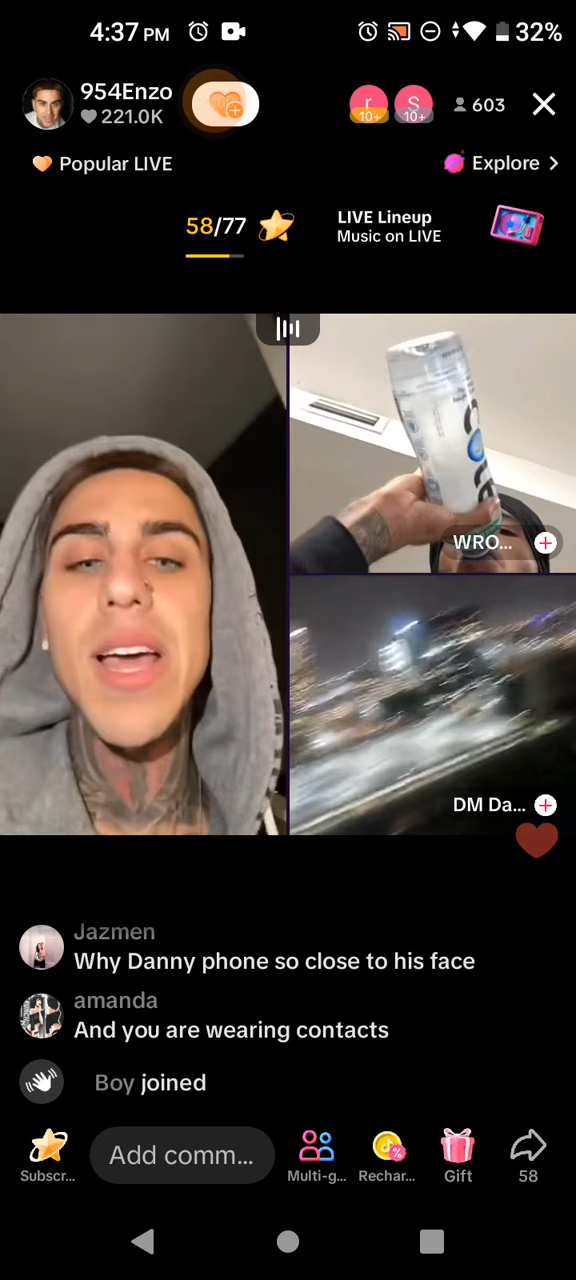 4:37 PM
32%
954Enzo
221.0K
r
10+
S
10+
603
Popular LIVE
Explore >
58/77
LIVE Lineup
Music on LIVE
WRO...
DM Da...
Jazmen
Why Danny phone so close to his face
amanda
And you are wearing contacts
Boy joined
Subscr...
Add comm...
Multi-g...
Rechar...
Gift
58